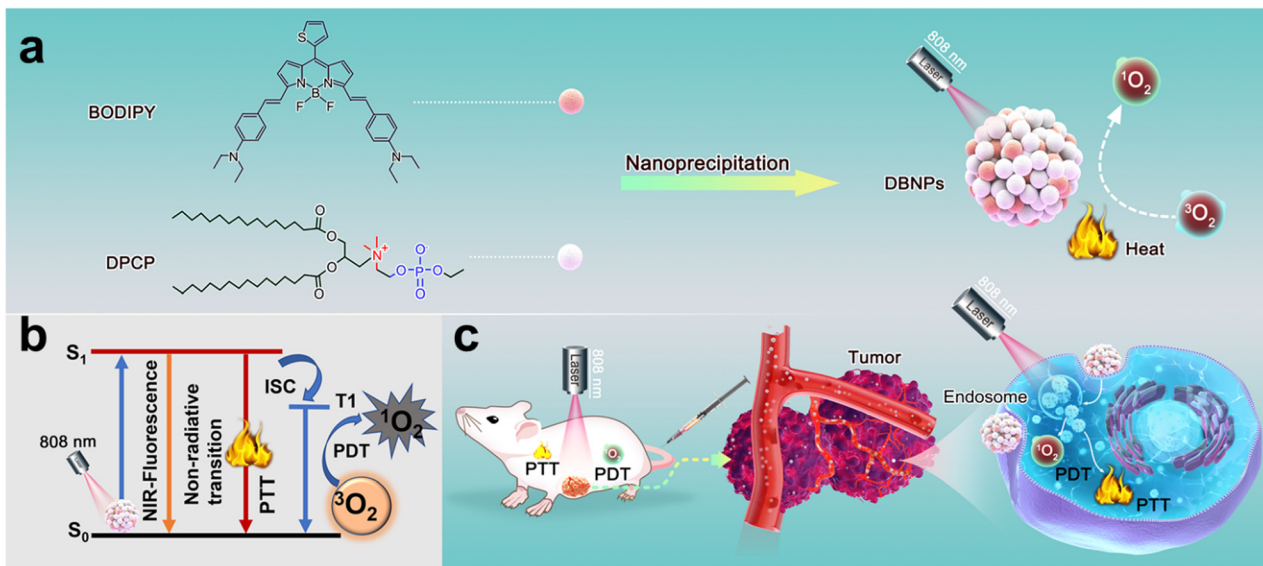 a
BODIPY
S
N
N
B
F
F
N
N
DPCP
O
O
O
O
N+
O-
O
P
O
O
Nanoprecipitation
808 nm
Laser
DBNPs
¹O₂
³O₂
Heat
b
S₁
ISC
T1
¹O₂
PDT
³O₂
808 nm
NIR-Fluorescence
Non-radiative
transition
PTT
S₀
c
Laser
808 nm
PTT
PDT
Tumor
808 nm
Laser
Endosome
¹O₂
PDT
PTT